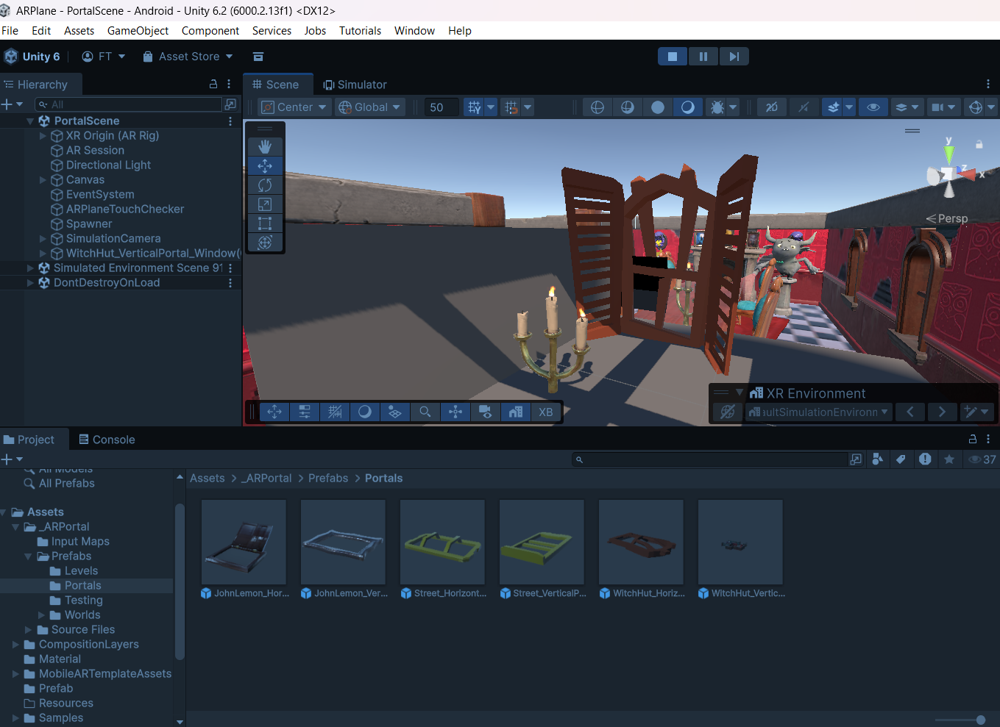 ARPlane - PortalScene - Android - Unity 6.2 (6000.2.13f1) <DX12>
File Edit Assets GameObject Component Services Jobs Tutorials Window Help
Unity 6 FT Asset Store
Hierarchy
Scene Simulator
All
Center Global 50 2D
PortalScene
XR Origin (AR Rig)
AR Session
Directional Light
Canvas
EventSystem
ARPlaneTouchChecker
Spawner
SimulationCamera
WitchHut_VerticalPortal_Window(
Simulated Environment Scene 91
DontDestroyOnLoad
y
z
x
Persp
XR Environment
aultSimulationEnvironn
XB
Project Console
37
All Models
All Prefabs
Assets
_ARPortal
Input Maps
Prefabs
Levels
Portals
Testing
Worlds
Source Files
CompositionLayers
Material
MobileARTemplateAssets
Prefab
Resources
Samples
Assets > _ARPortal > Prefabs > Portals
JohnLemon_Hor...
JohnLemon_Ver...
Street_Horizont...
Street_VerticalP...
WitchHut_Horiz...
WitchHut_Vertic...